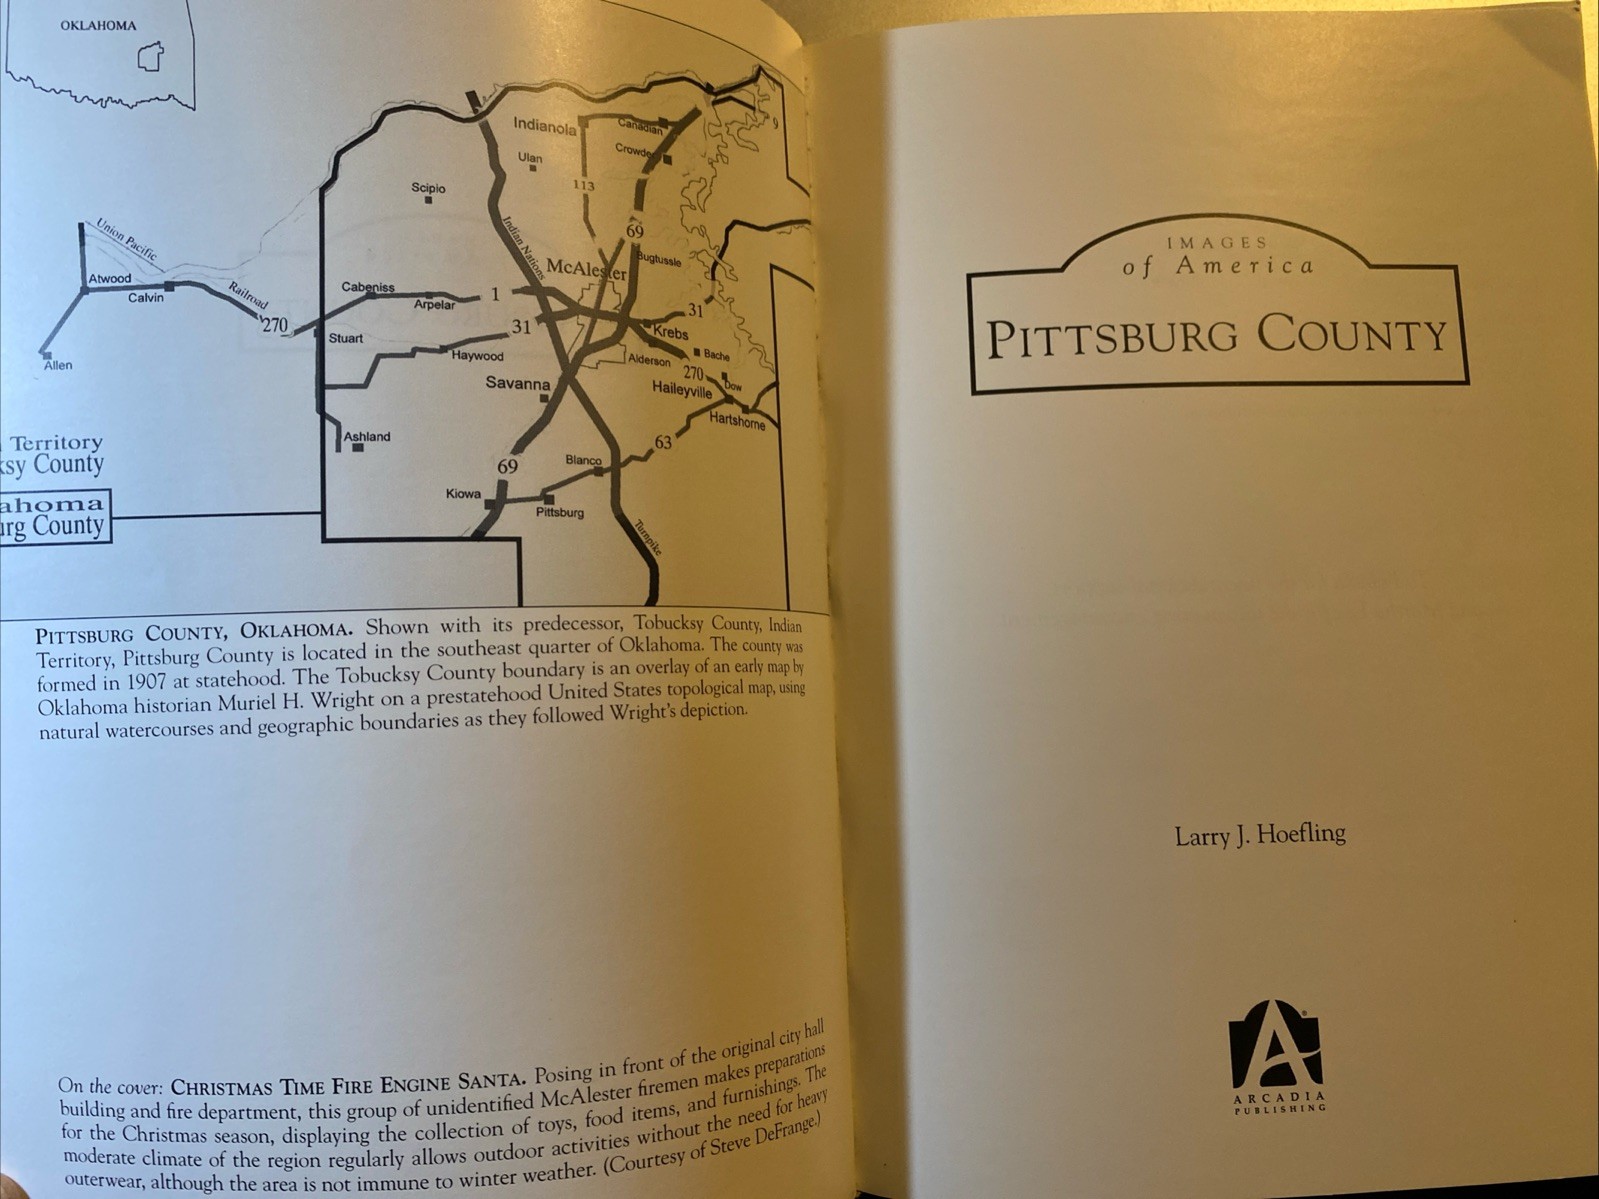 OKLAHOMA
Indianola
Canadian
9
Crowder
Ulan
113
Scipio
69
Union Pacific
Indian Nations
Bugtussle
McAlester
Atwood
Calvin
Railroad
270
Cabeniss
Arpelar
1
31
31
Stuart
Krebs
Haywood
Alderson
Bache
270
Dow
Allen
Savanna
Haileyville
Hartshorne
Territory
sy County
Ashland
63
69
Blanco
ahoma
rg County
Kiowa
Pittsburg
Turnpike
PITTSBURG COUNTY, OKLAHOMA. Shown with its predecessor, Tobucksy County, Indian
Territory, Pittsburg County is located in the southeast quarter of Oklahoma. The county was
formed in 1907 at statehood. The Tobucksy County boundary is an overlay of an early map by
Oklahoma historian Muriel H. Wright on a prestatehood United States topological map, using
natural watercourses and geographic boundaries as they followed Wright's depiction.
On the cover: CHRISTMAS TIME FIRE ENGINE SANTA. Posing in front of the original city hall
building and fire department, this group of unidentified McAlester firemen makes preparations
for the Christmas season, displaying the collection of toys, food items, and furnishings. The
moderate climate of the region regularly allows outdoor activities without the need for heavy
outerwear, although the area is not immune to winter weather. (Courtesy of Steve DeFrange.)
IMAGES
of America
PITTSBURG COUNTY
Larry J. Hoefling
A
ARCADIA
PUBLISHING